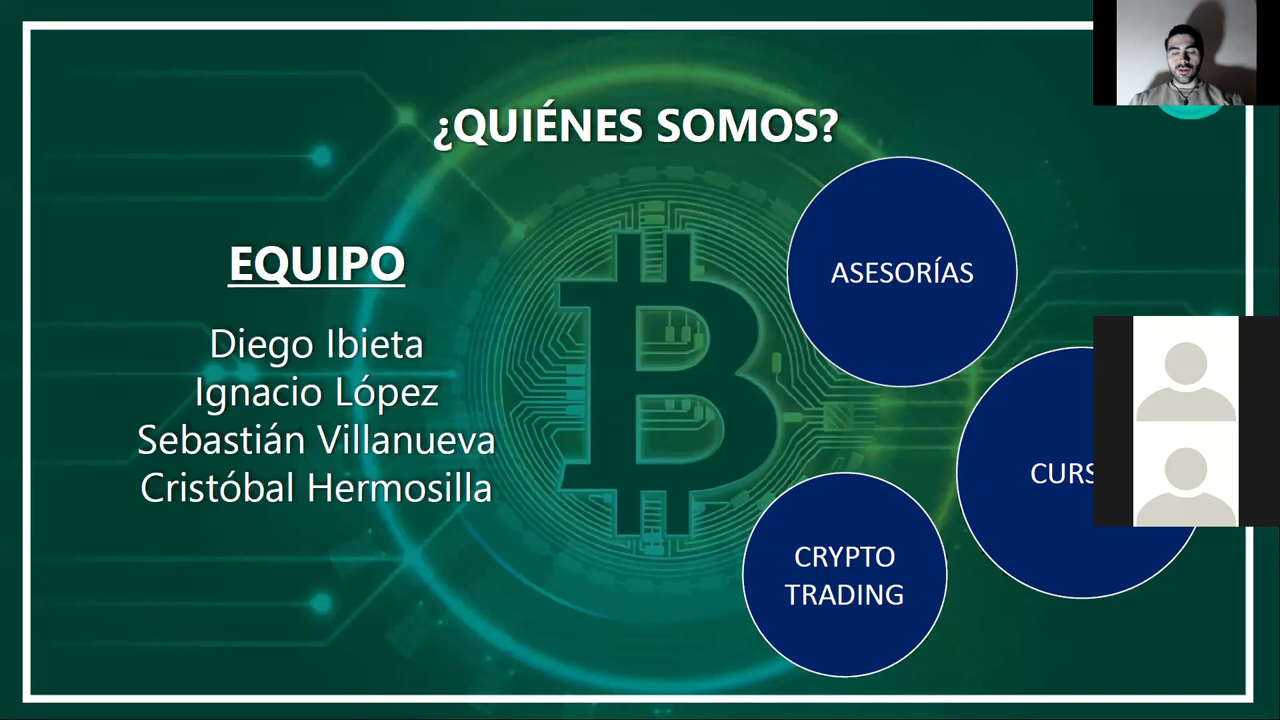 ¿QUIÉNES SOMOS?
EQUIPO
Diego Ibieta
Ignacio López
Sebastián Villanueva
Cristóbal Hermosilla
ASESORÍAS
CRYPTO
TRADING